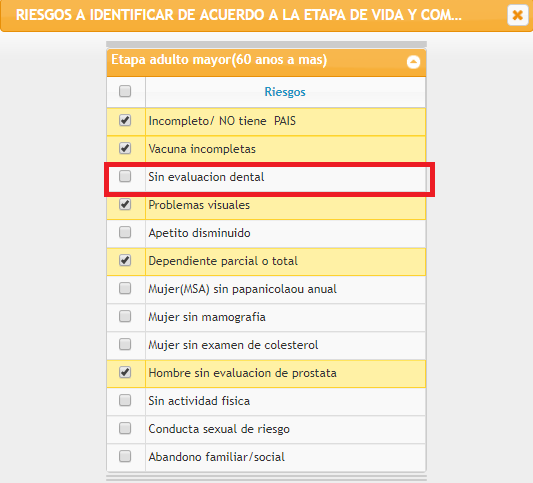 RIESGOS A IDENTIFICAR DE ACUERDO A LA ETAPA DE VIDA Y COM...
Etapa adulto mayor(60 anos a mas)
Riesgos
Incompleto/ NO tiene PAIS
Vacuna incompletas
Sin evaluacion dental
Problemas visuales
Apetito disminuido
Dependiente parcial o total
Mujer(MSA) sin papanicolaou anual
Mujer sin mamografia
Mujer sin examen de colesterol
Hombre sin evaluacion de prostata
Sin actividad fisica
Conducta sexual de riesgo
Abandono familiar/social